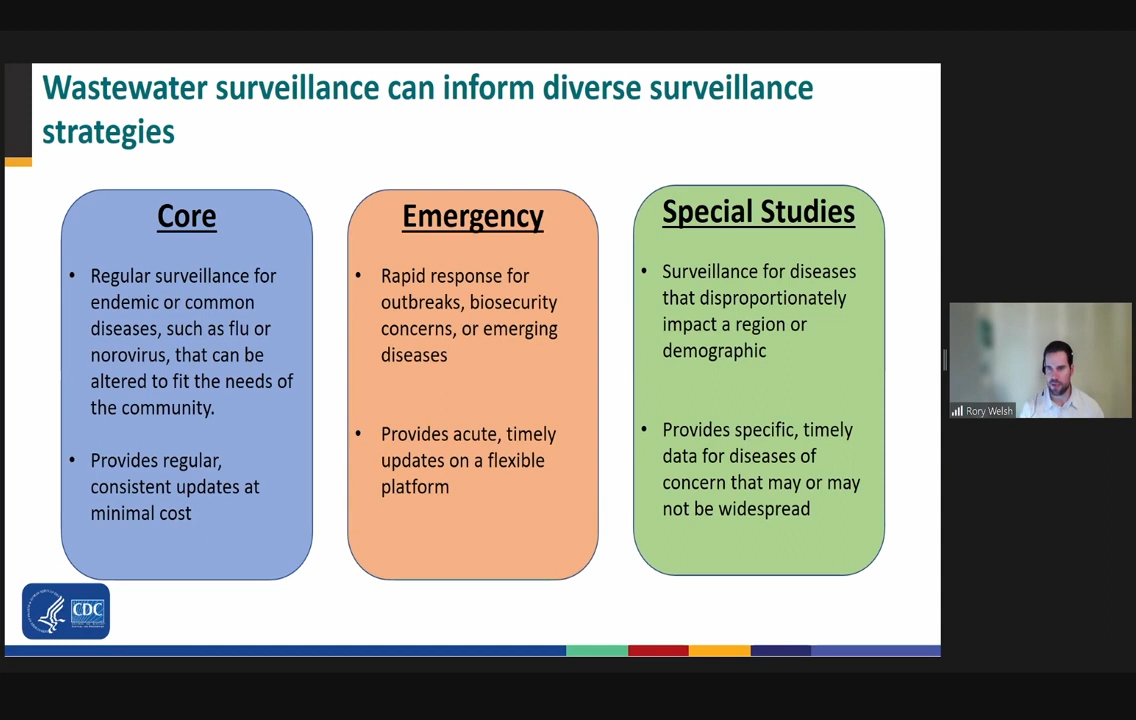 Wastewater surveillance can inform diverse surveillance
strategies
Core
• Regular surveillance for
endemic or common
diseases, such as flu or
norovirus, that can be
altered to fit the needs of
the community.
• Provides regular,
consistent updates at
minimal cost
Emergency
• Rapid response for
outbreaks, biosecurity
concerns, or emerging
diseases
• Provides acute, timely
updates on a flexible
platform
Special Studies
• Surveillance for diseases
that disproportionately
impact a region or
demographic
• Provides specific, timely
data for diseases of
concern that may or may
not be widespread
CDC
Rory Welsh